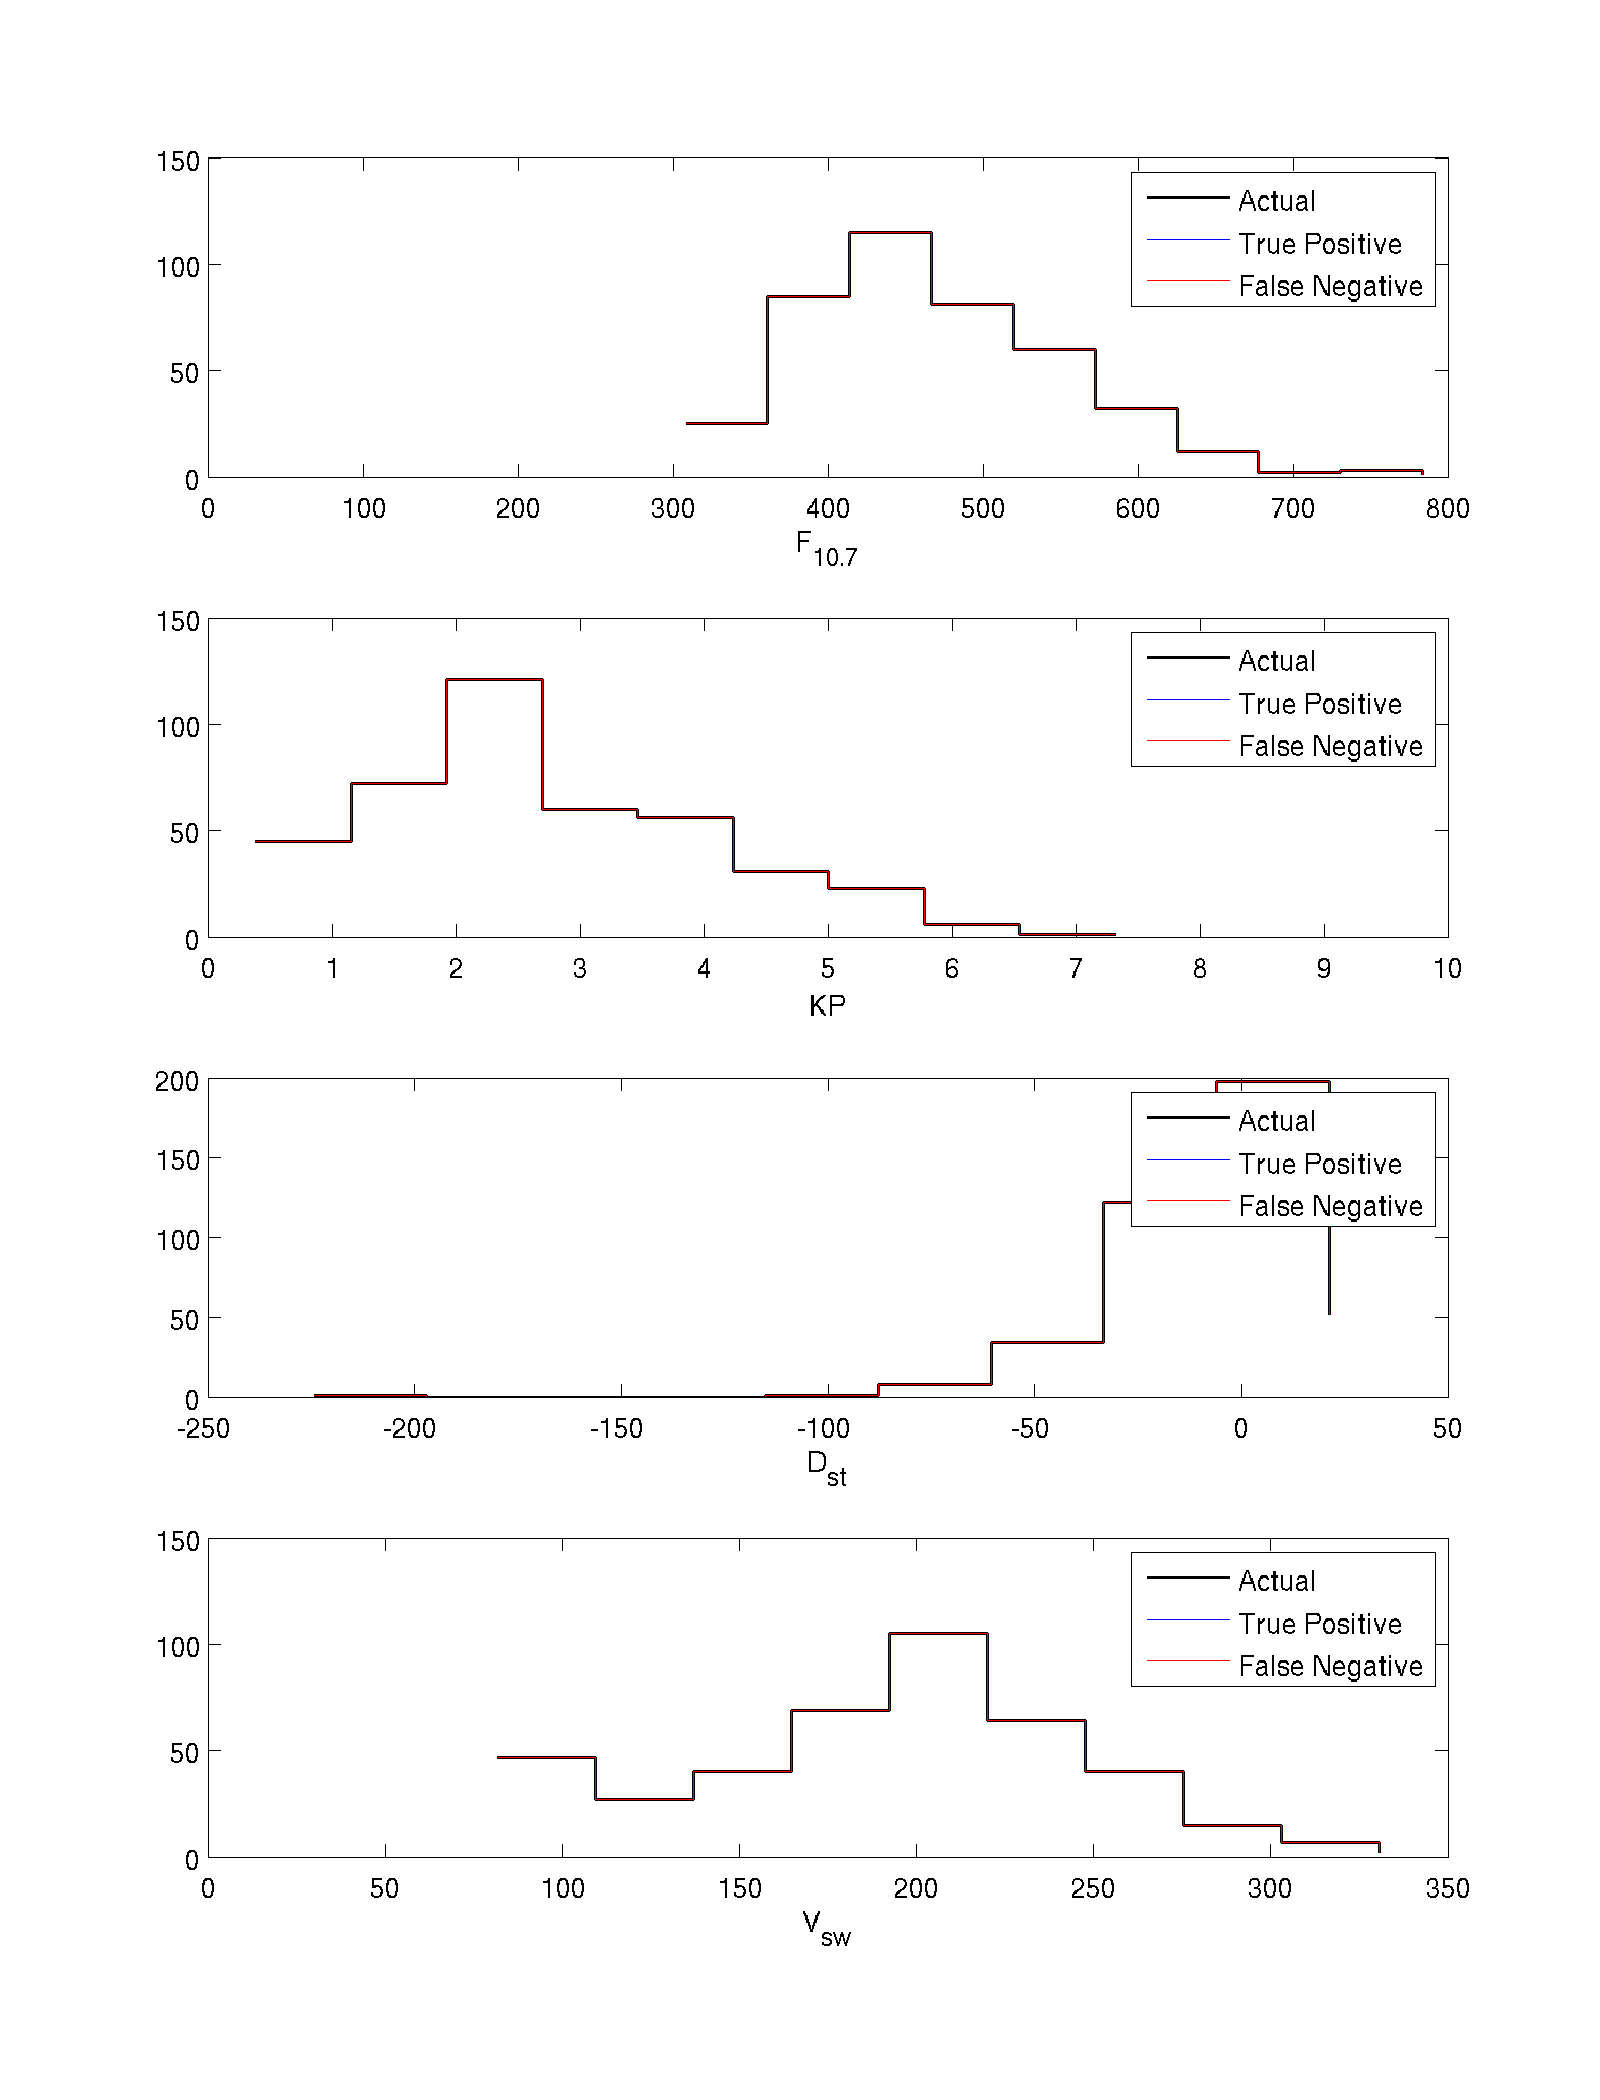 150
100
50
0
Actual
True Positive
False Negative
0 100 200 300 400 500 600 700 800
F10.7
150
100
50
0
Actual
True Positive
False Negative
0 1 2 3 4 5 6 7 8 9 10
KP
200
150
100
50
0
Actual
True Positive
False Negative
-250 -200 -150 -100 -50 0 50
Dst
150
100
50
0
Actual
True Positive
False Negative
0 50 100 150 200 250 300 350
Vsw